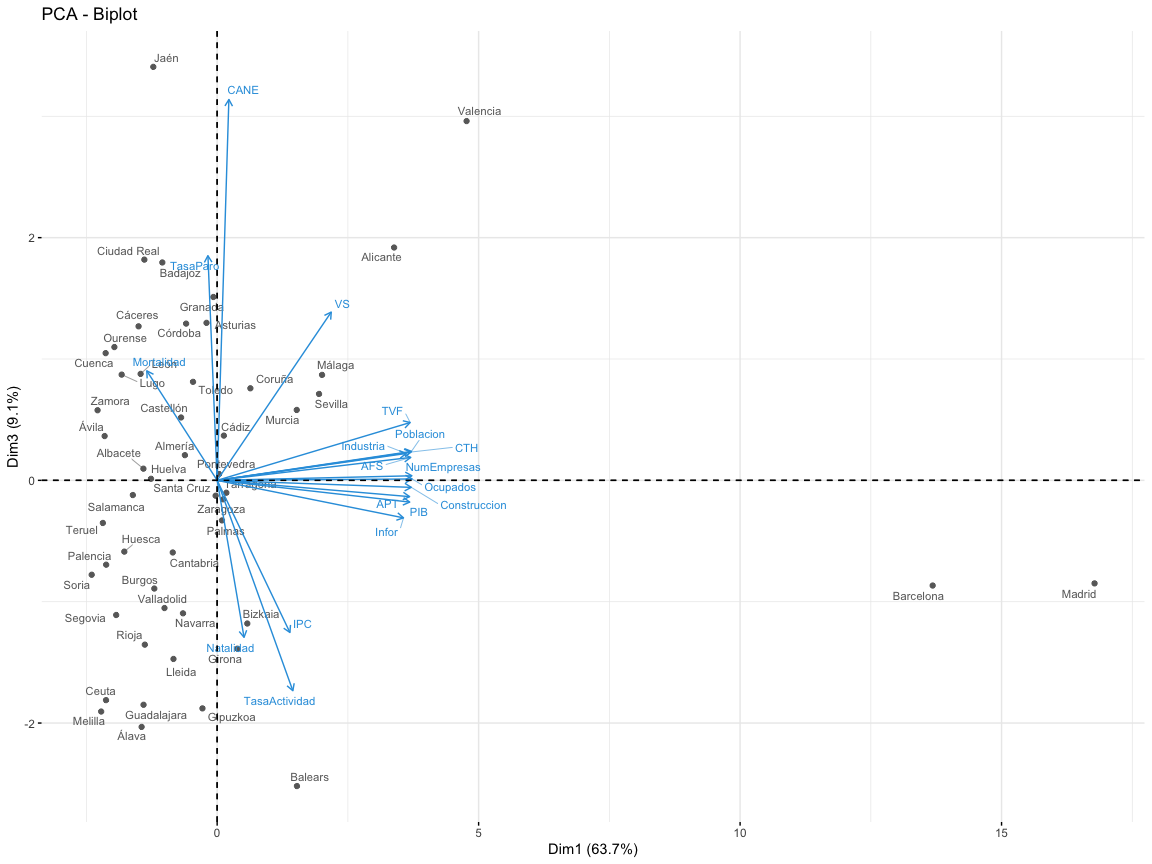 PCA - Biplot
Jaén
CANE
Valencia
2
Ciudad Real
Alicante
TasaParo
Badajoz
Granada
VS
Cáceres
Asturias
Córdoba
Ourense
Cuenca
Mortalidad
León
Málaga
Lugo
Toledo
Coruña
Zamora
Castellón
Sevilla
Murcia
TVF
Ávila
Cádiz
Poblacion
Almería
Industria
CTH
Albacete
Pontevedra
AFS
NumEmpresas
Huelva
0
Santa Cruz
Tarragona
Ocupados
Salamanca
Zaragoza
APT
Construccion
PIB
Teruel
Palmas
Infor
Huesca
Palencia
Cantabria
Soria
Burgos
Barcelona
Madrid
Valladolid
Segovia
Navarra
Bizkaia
IPC
Rioja
Natalidad
Girona
Lleida
Ceuta
TasaActividad
Melilla
Guadalajara
Gipuzkoa
-2
Álava
Balears
0
5
10
15
Dim1 (63.7%)
Dim3 (9.1%)